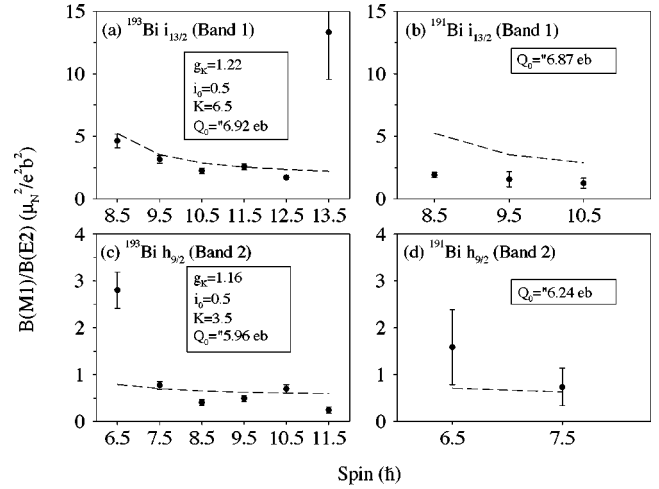 (a) ¹⁹³Bi i₁₃/₂ (Band 1)
g_K=1.22
i₀=0.5
K=6.5
Q₀="6.92 eb
15
10
5
0
8.5 9.5 10.5 11.5 12.5 13.5
(b) ¹⁹¹Bi i₁₃/₂ (Band 1)
Q₀="6.87 eb
15
10
5
0
8.5 9.5 10.5
B(M1)/B(E2) (μ_N²/e²b²)
(c) ¹⁹³Bi h₉/₂ (Band 2)
g_K=1.16
i₀=0.5
K=3.5
Q₀="5.96 eb
4
3
2
1
0
6.5 7.5 8.5 9.5 10.5 11.5
(d) ¹⁹¹Bi h₉/₂ (Band 2)
Q₀="6.24 eb
4
3
2
1
0
6.5 7.5
Spin (ħ)